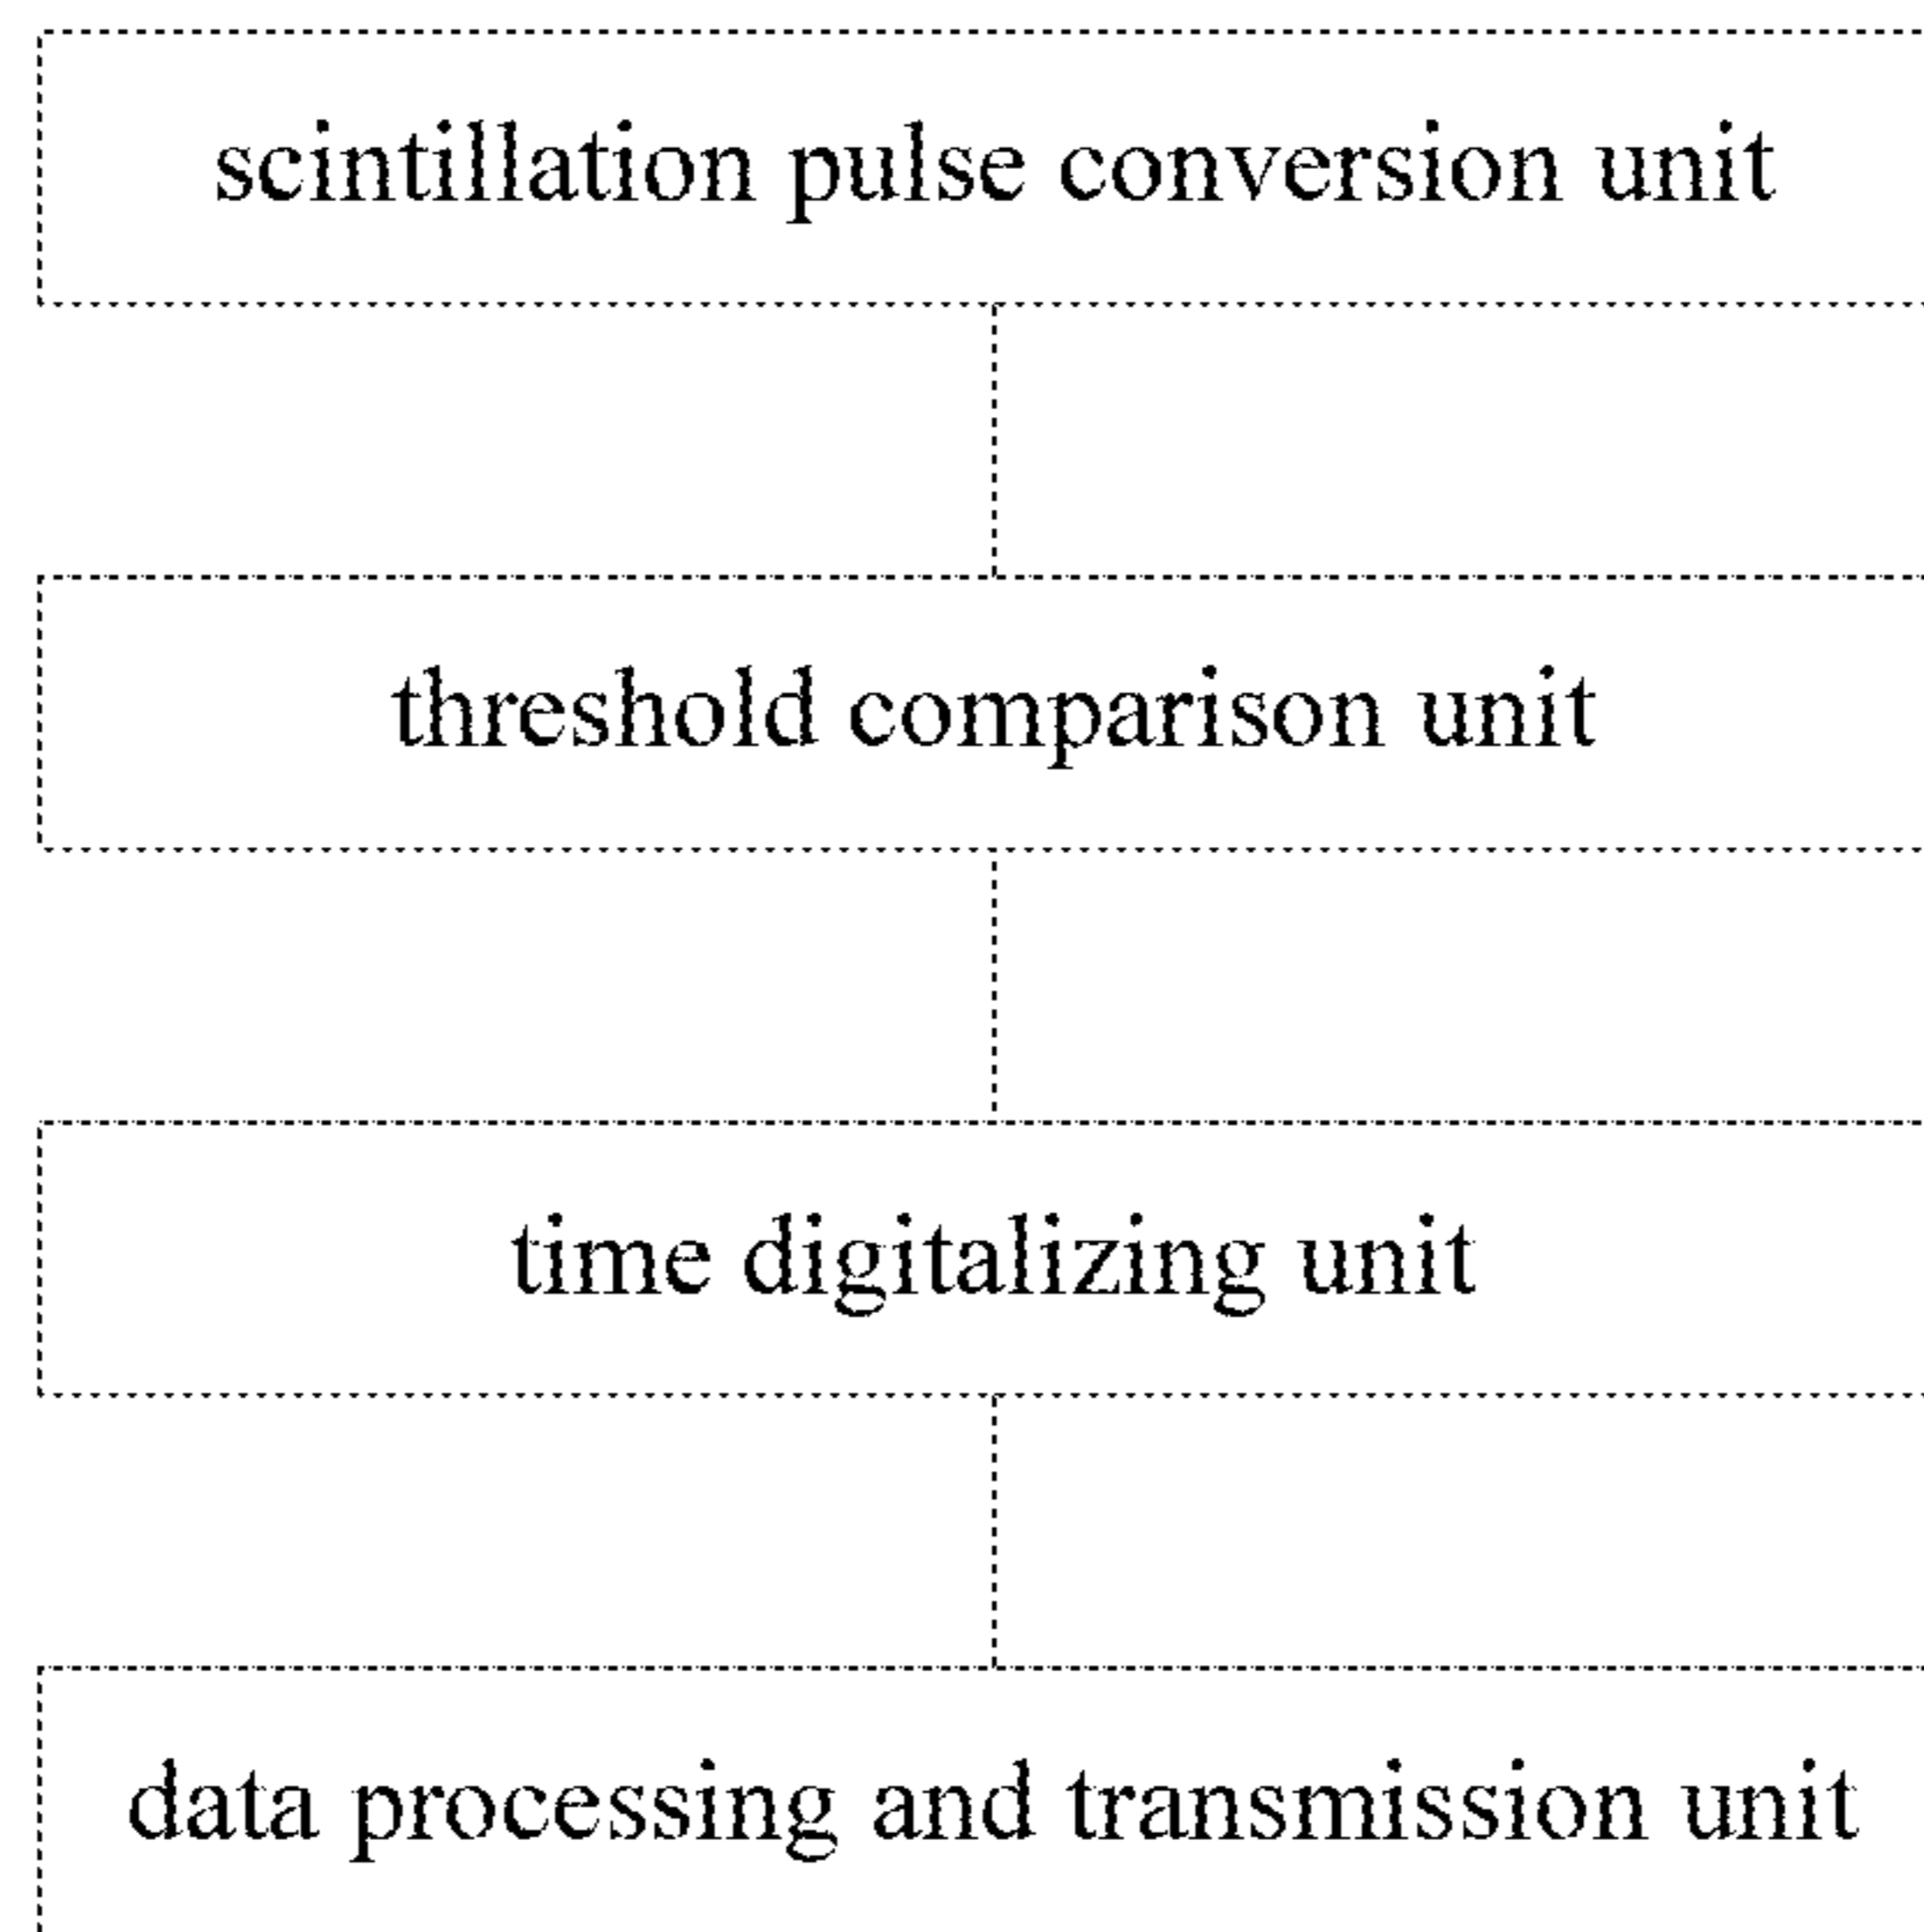 scintillation pulse conversion unit
threshold comparison unit
time digitalizing unit
data processing and transmission unit